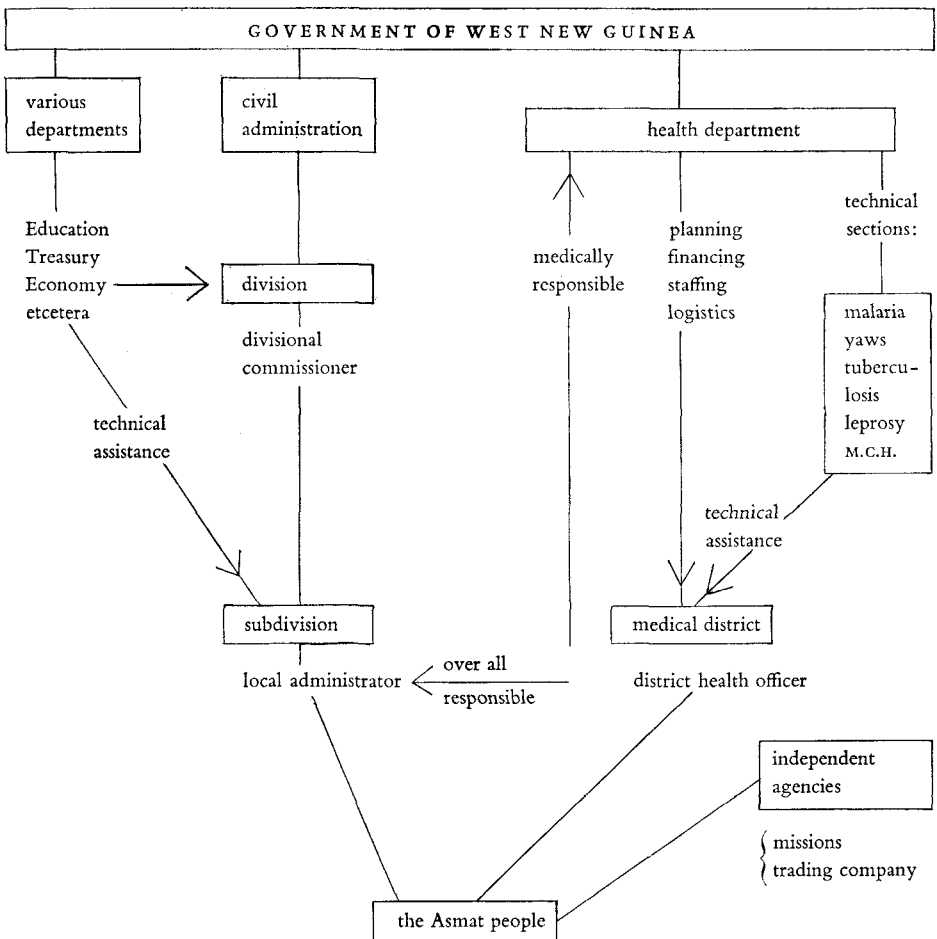 GOVERNMENT OF WEST NEW GUINEA
various
departments
civil
administration
health department
Education
Treasury
Economy
etcetera
division
divisional
commissioner
medically
responsible
planning
financing
staffing
logistics
technical
sections:
malaria
yaws
tubercu-
losis
leprosy
M.C.H.
technical
assistance
technical
assistance
subdivision
medical district
local administrator
over all
responsible
district health officer
independent
agencies
missions
trading company
the Asmat people